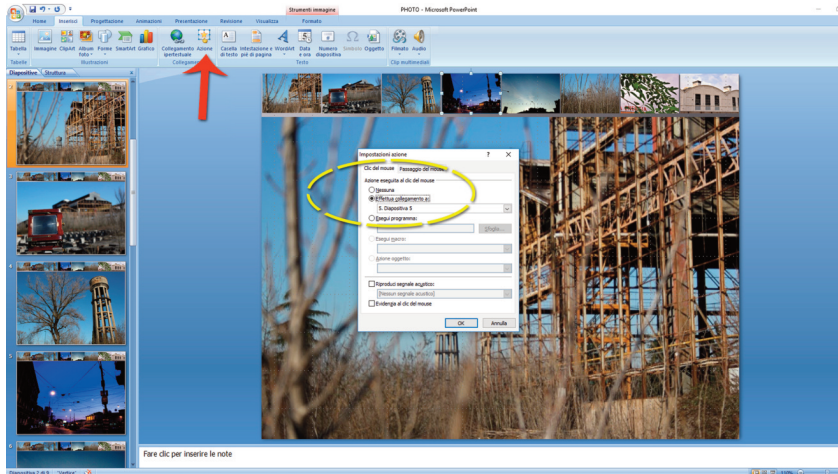 Strumenti immagine
PHOTO - Microsoft PowerPoint
Home Inserisci Progettazione Animazioni Presentazione Revisione Visualizza Formato
Tabella Immagine ClipArt Album foto Forme SmartArt Grafico Collegamento ipertestuale Azione Casella di testo Intestazione e piè di pagina WordArt Data e ora Numero diapositiva Simbolo Oggetto Filmato Audio
Tabelle Illustrazioni Testo Clip multimediali
Diapositive Struttura
Impostazioni azione ? X
Clic del mouse Passaggio del mouse
Azione eseguita al clic del mouse
Nessuna
Effettua collegamento a:
5. Diapositiva 5
Esegui programma:
Sfoglia...
Esegui macro:
Azione oggetto:
Riproduci segnale acustico:
[Nessun segnale acustico]
Evidenzia al clic del mouse
OK Annulla
4
5
6
Fare clic per inserire le note